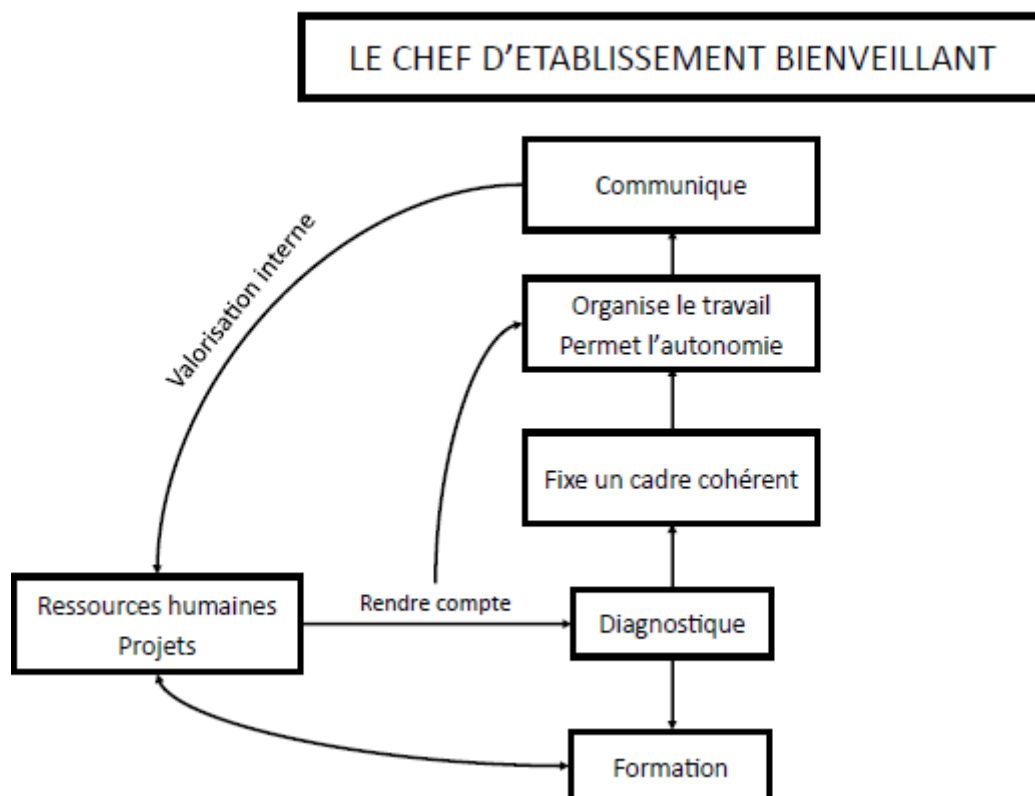 LE CHEF D’ETABLISSEMENT BIENVEILLANT
Communique
Valorisation interne
Organise le travail
Permet l’autonomie
Fixe un cadre cohérent
Ressources humaines
Projets
Rendre compte
Diagnostique
Formation